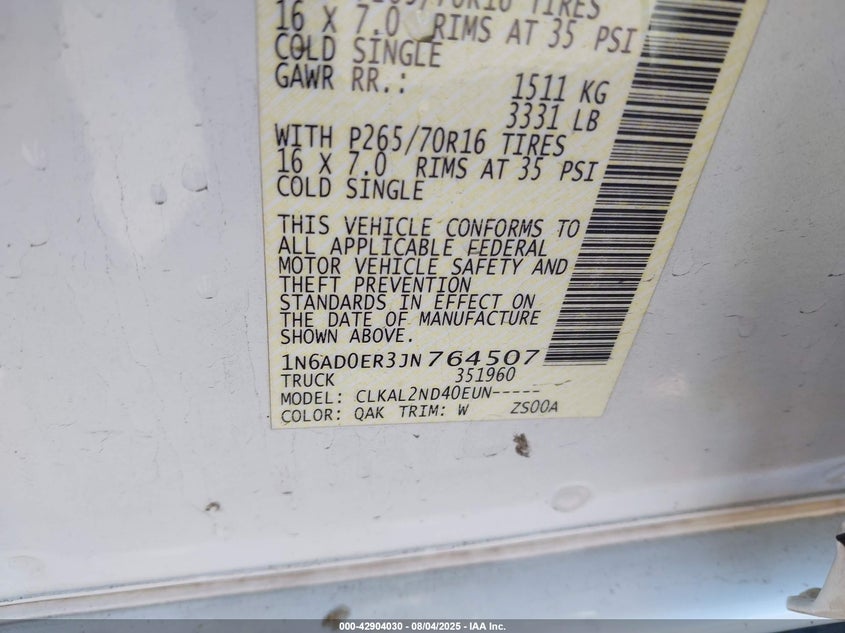 P265/70R16 TIRES
16 X 7.0 RIMS AT 35 PSI
COLD SINGLE
GAWR RR.: 1511 KG
3331 LB
WITH P265/70R16 TIRES
16 X 7.0 RIMS AT 35 PSI
COLD SINGLE
THIS VEHICLE CONFORMS TO
ALL APPLICABLE FEDERAL
MOTOR VEHICLE SAFETY AND
THEFT PREVENTION
STANDARDS IN EFFECT ON
THE DATE OF MANUFACTURE
SHOWN ABOVE.
1N6AD0ER3JN764507
TRUCK 351960
MODEL: CLKAL2ND40EUN-----
COLOR: QAK TRIM: W ZS00A
000-42904030 - 08/04/2025 - IAA Inc.